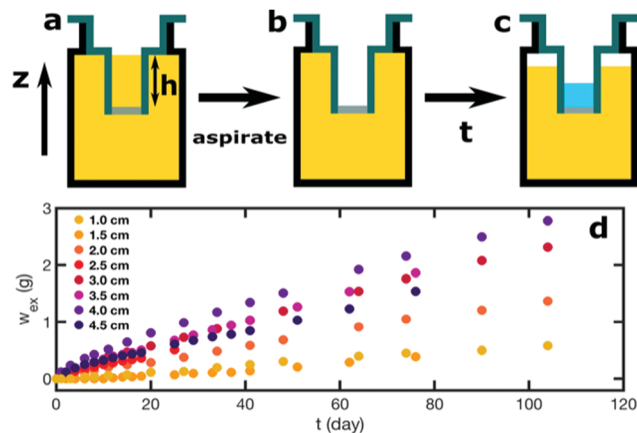 a
b
c
z
h
aspirate
t
d
3
2
1
0
w_ex (g)
1.0 cm
1.5 cm
2.0 cm
2.5 cm
3.0 cm
3.5 cm
4.0 cm
4.5 cm
0 20 40 60 80 100 120
t (day)